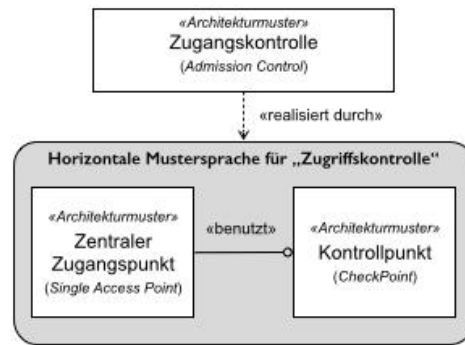 «Architekturmuster»
Zugangskontrolle
(Admission Control)
«realisiert durch»
Horizontale Mustersprache für „Zugriffskontrolle“
«Architekturmuster»
Zentraler
Zugangspunkt
(Single Access Point)
«benutzt»
«Architekturmuster»
Kontrollpunkt
(CheckPoint)